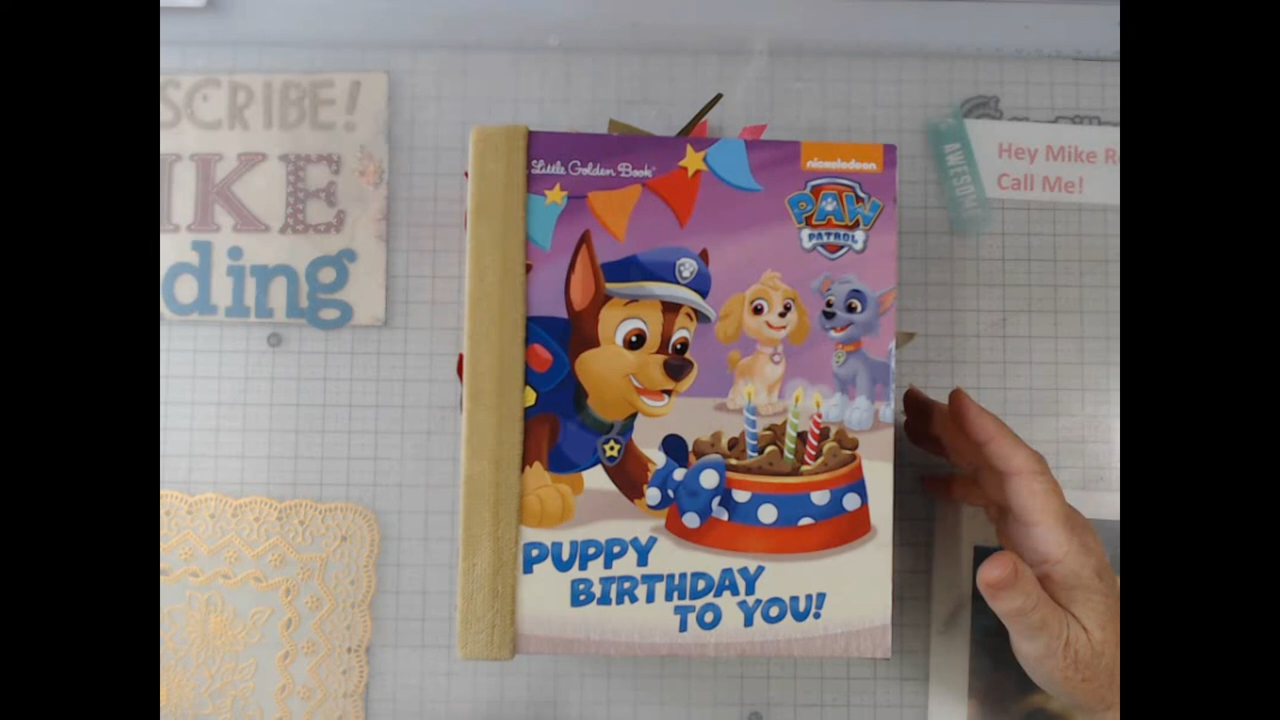 SCRIBE!
IKE
ding
Little Golden Book
nickelodeon
PAW
PATROL
PUPPY
BIRTHDAY
TO YOU!
AWESOME
Hey Mike R
Call Me!